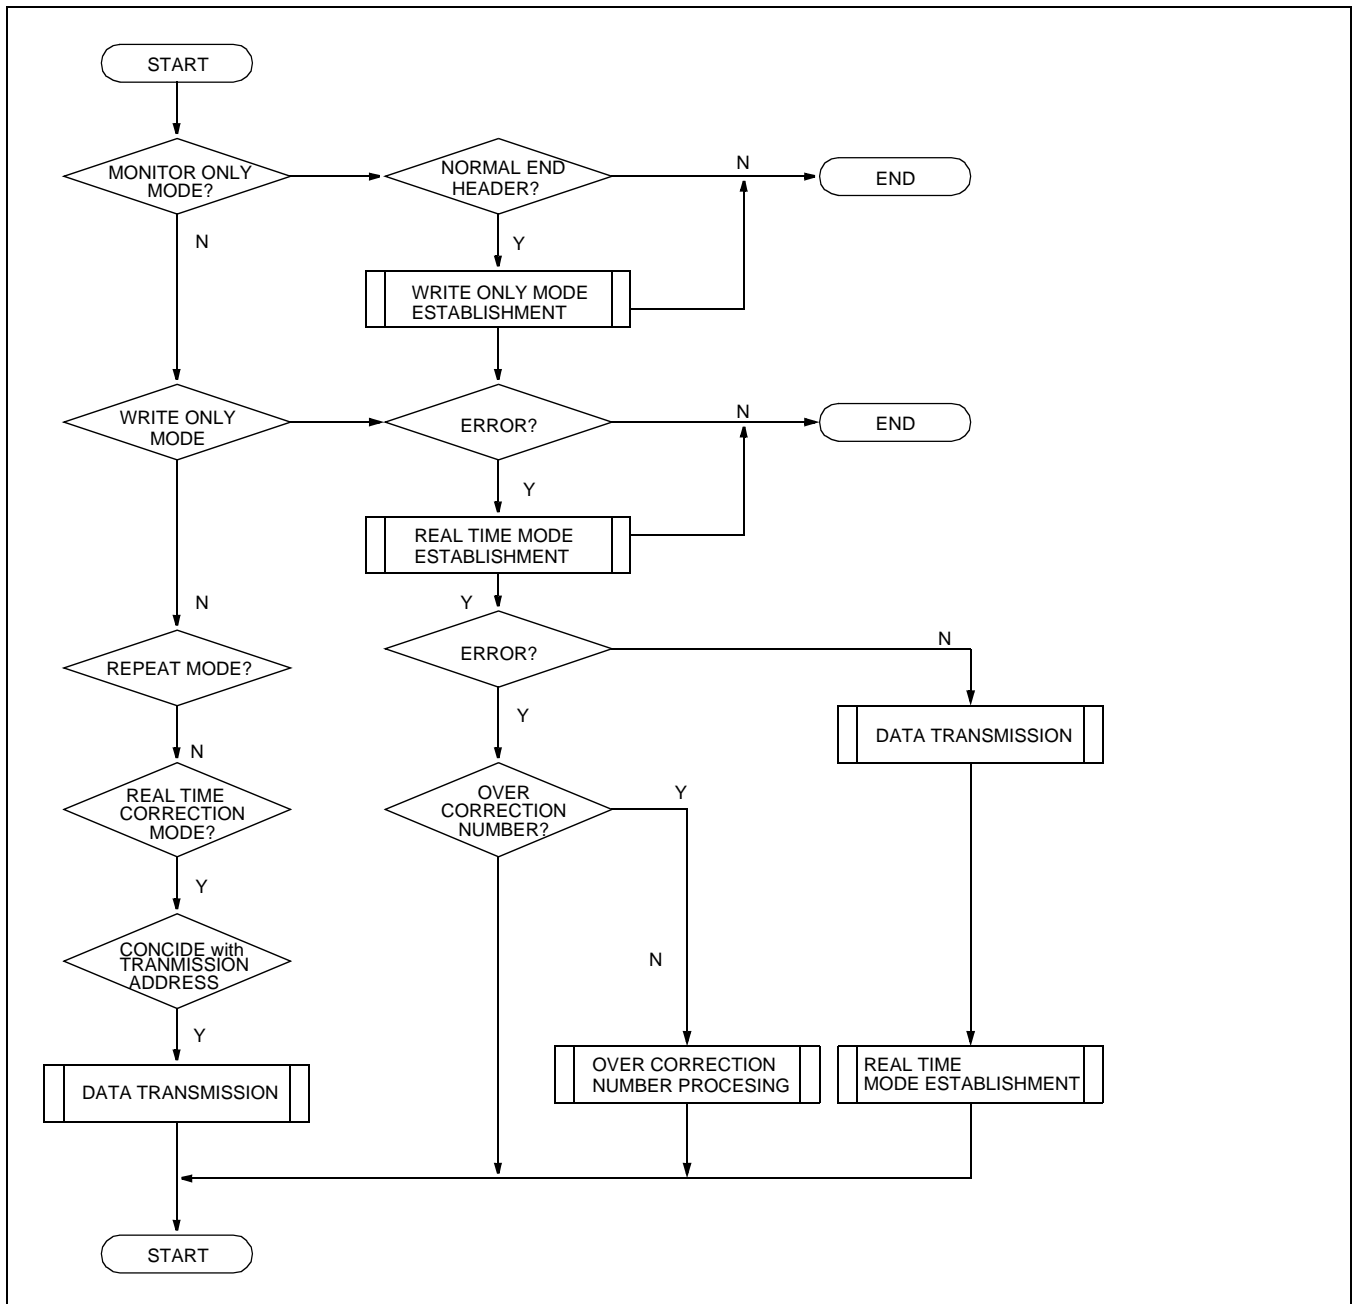 START
MONITOR ONLY
MODE?
NORMAL END
HEADER?
N
END
N
Y
WRITE ONLY MODE
ESTABLISHMENT
WRITE ONLY
MODE
ERROR?
N
END
Y
REAL TIME MODE
ESTABLISHMENT
N
Y
REPEAT MODE?
ERROR?
N
Y
DATA TRANSMISSION
N
REAL TIME
CORRECTION
MODE?
OVER
CORRECTION
NUMBER?
Y
Y
CONCIDE with
TRANMISSION
ADDRESS
N
Y
DATA TRANSMISSION
OVER CORRECTION
NUMBER PROCESING
REAL TIME
MODE ESTABLISHMENT
START